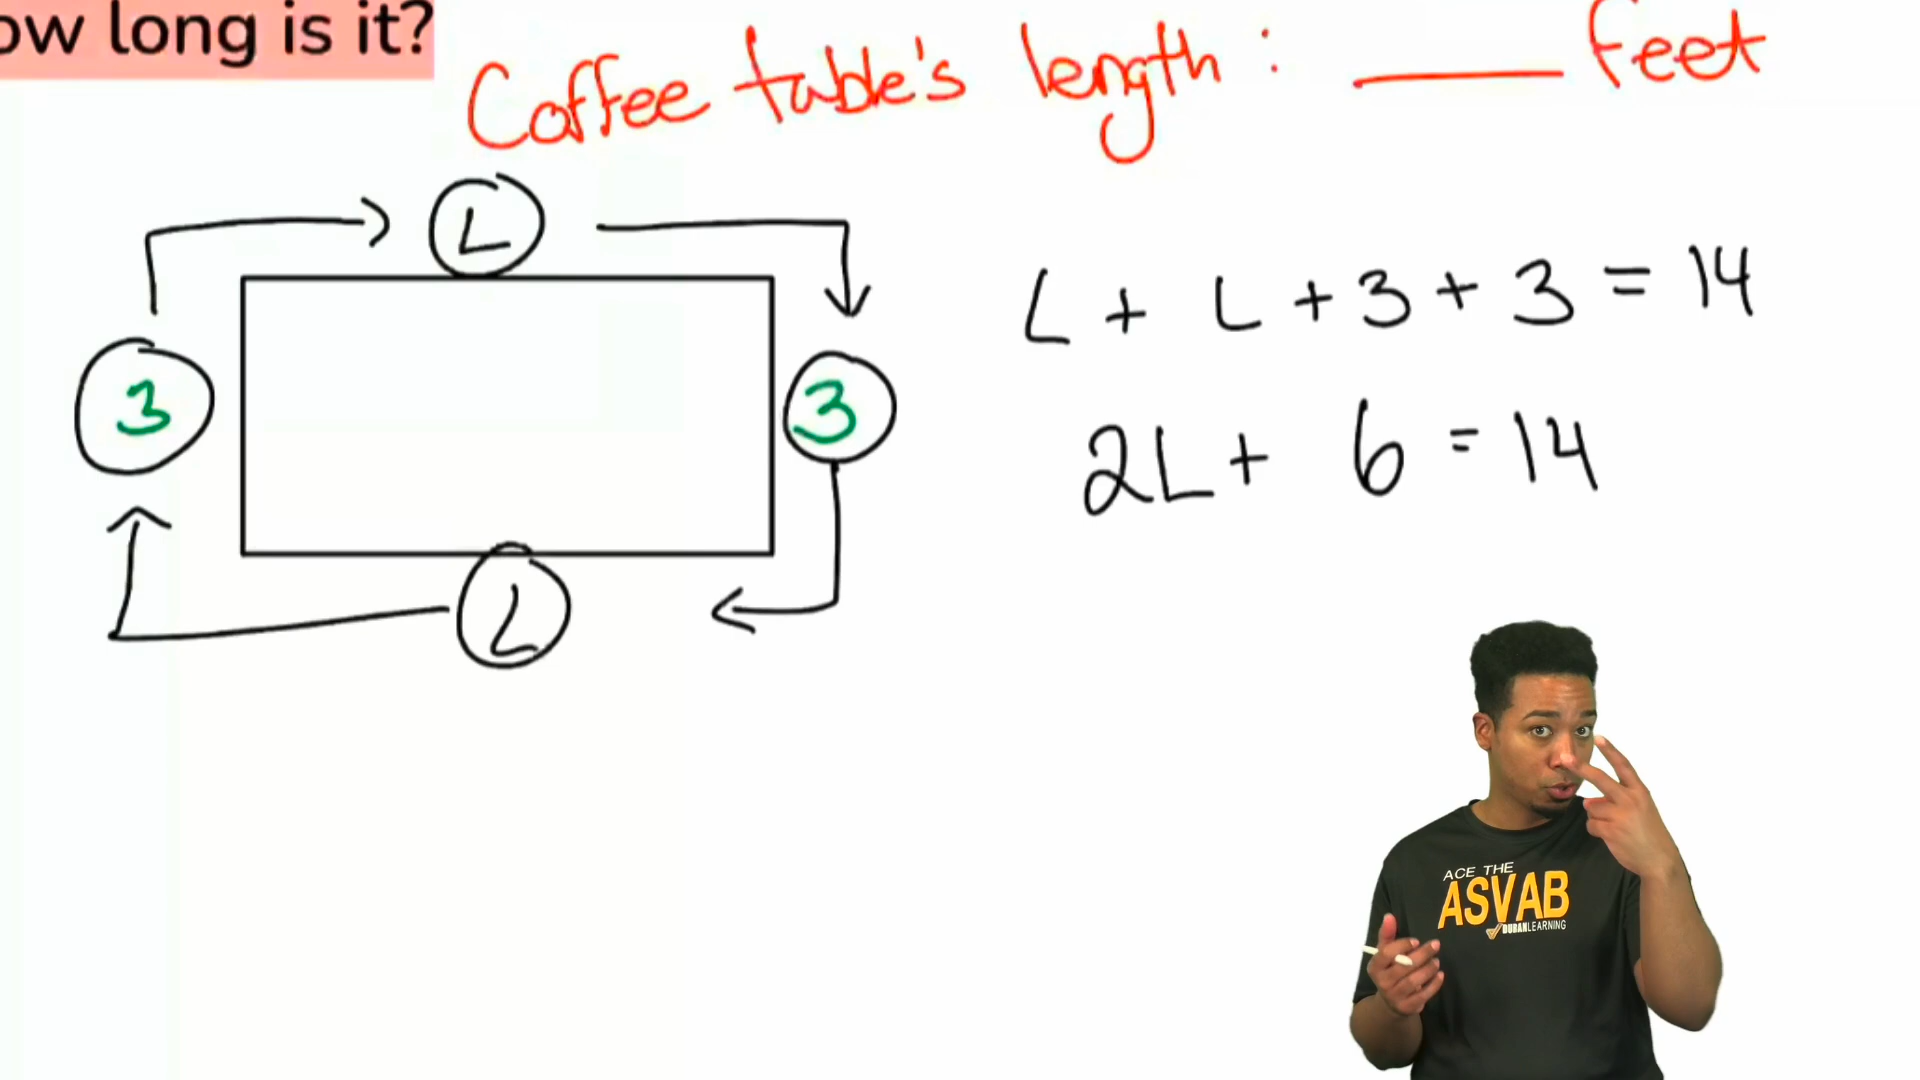 ow long is it?
Coffee table's length: ____ feet
L
L + L + 3 + 3 = 14
3
3
2L + 6 = 14
L
ACE THE
ASVAB
DURANLEARNING